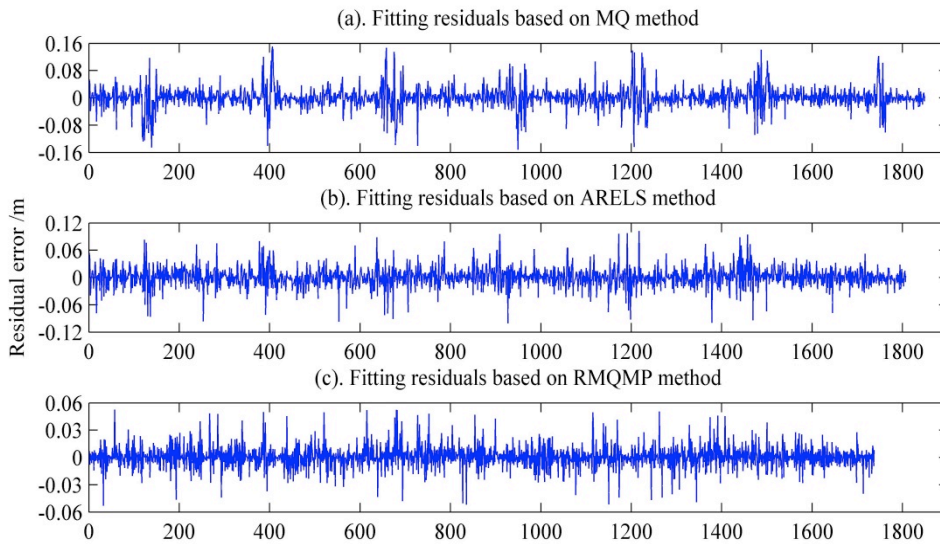 (a). Fitting residuals based on MQ method
0.16
0.08
0
-0.08
-0.16
0 200 400 600 800 1000 1200 1400 1600 1800
(b). Fitting residuals based on ARELS method
Residual error /m
0.12
0.06
0
-0.06
-0.12
0 200 400 600 800 1000 1200 1400 1600 1800
(c). Fitting residuals based on RMQMP method
0.06
0.03
0
-0.03
-0.06
0 200 400 600 800 1000 1200 1400 1600 1800